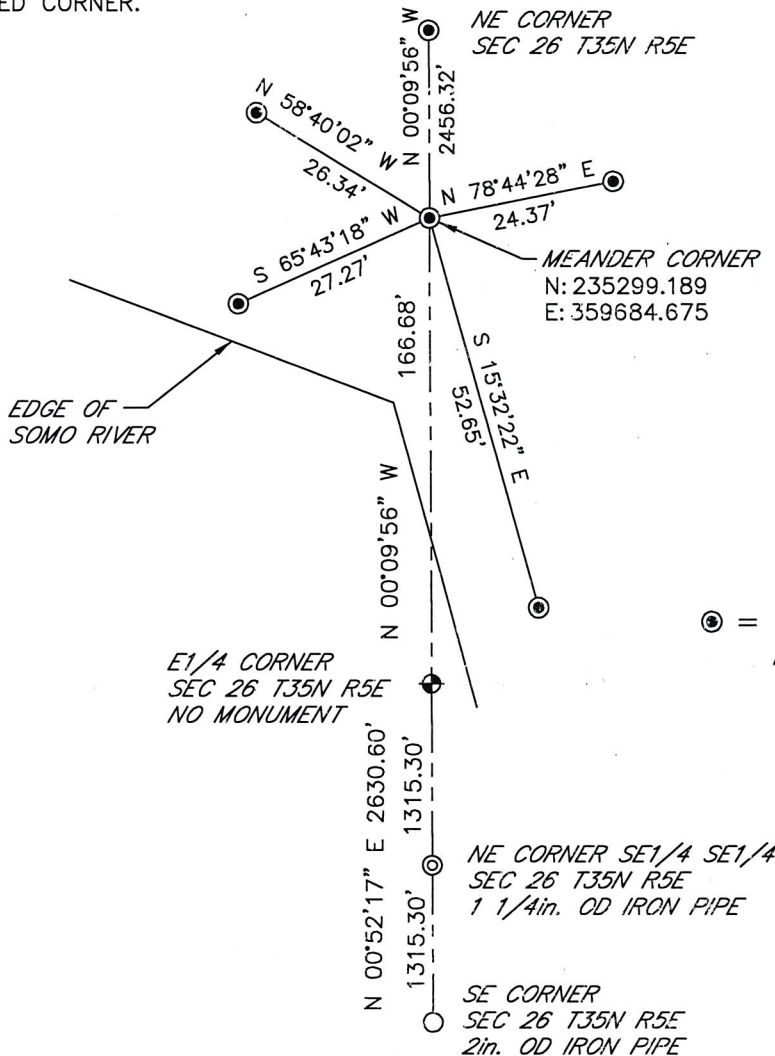 ED CORNER.
NE CORNER
SEC 26 T35N R5E
N 00°09'56" W
2456.32'
N 58°40'02" W
26.34'
N 78°44'28" E
24.37'
S 65°43'18" W
27.27'
MEANDER CORNER
N: 235299.189
E: 359684.675
166.68'
S 15°32'22" E
52.65'
EDGE OF
SOMO RIVER
N 00°09'56" W
=
E1/4 CORNER
SEC 26 T35N R5E
NO MONUMENT
N 00°52'17" E 2630.60'
1315.30'
NE CORNER SE1/4 SE1/4
SEC 26 T35N R5E
1 1/4in. OD IRON PIPE
1315.30'
SE CORNER
SEC 26 T35N R5E
2in. OD IRON PIPE